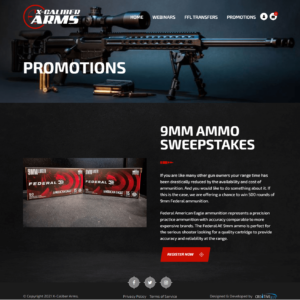 X-CALIBER
ARMS
HOME WEBINARS FFL TRANSFERS PROMOTIONS
PROMOTIONS
9MM AMMO
SWEEPSTAKES
If you are like many other gun owners your range time has
been drastically reduced by the availability and cost of
ammunition. And you would like to do something about it. If
this is the case, we are offering a chance to win 500 rounds of
9mm Federal ammunition.
Federal American Eagle ammunition represents a precision
practice ammunition with accuracy comparable to more
expensive brands. The Federal AE 9mm ammo is perfect for
the serious shooter looking for a quality cartridge to provide
accuracy and reliability at the range.
FEDERAL FEDERAL
REGISTER NOW
© Copyright 2021 X-Caliber Arms. Privacy Policy Terms of Service Designed & Developed by